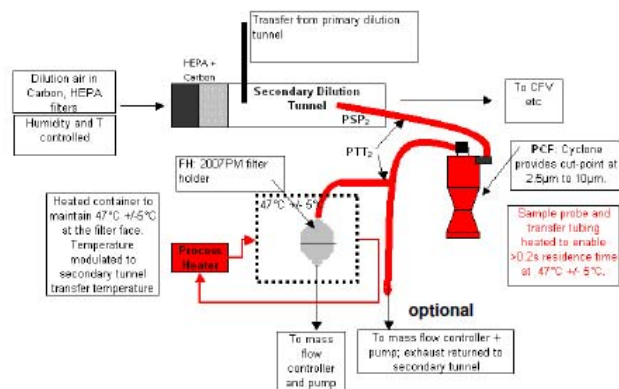 Transfer from primary dilution
tunnel
HEPA +
Carbon
Dilution air in
Carbon, HEPA
filters
Humidity and T
controlled
Secondary Dilution
Tunnel
PSP2
To CFV
etc
PTT2
FH: 2007PM filter
holder
PCF: Cyclone
provides cut-point at
2.5µm to 10µm.
Heated container to
maintain 47°C +/-5°C
at the filter face.
Temperature
modulated to
secondary tunnel
transfer temperature
47°C +/-5°C
Process
Heater
Sample probe and
transfer tubing
heated to enable
>0.2s residence time
at 47°C +/- 5°C.
optional
To mass
flow
controller
and pump
To mass flow controller +
pump; exhaust returned to
secondary tunnel